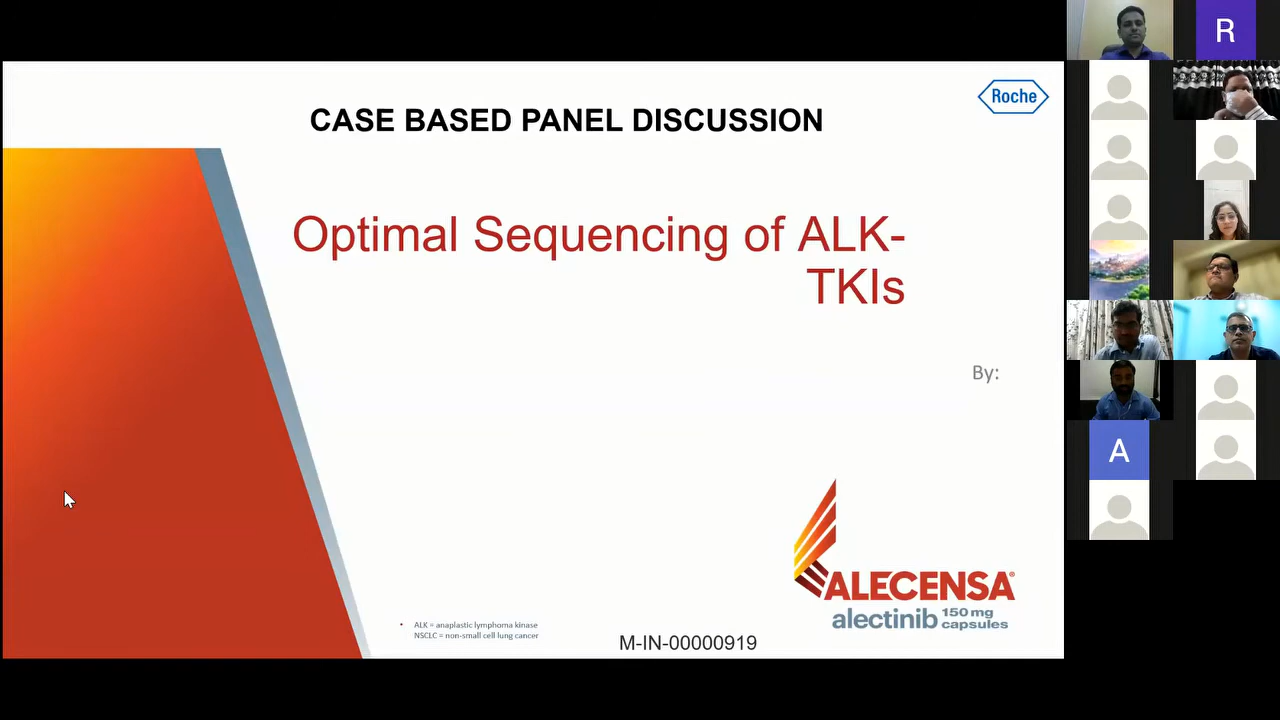 CASE BASED PANEL DISCUSSION
Roche
Optimal Sequencing of ALK-
TKIs
By:
ALECENSA®
alectinib 150 mg
capsules
• ALK = anaplastic lymphoma kinase
NSCLC = non-small cell lung cancer
M-IN-00000919
R
A